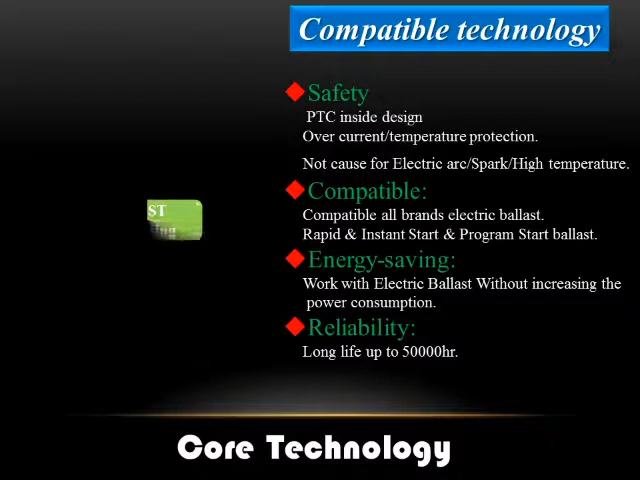 Compatible technology
Safety
PTC inside design
Over current/temperature protection.
Not cause for Electric arc/Spark/High temperature.
ST
Compatible:
Compatible all brands electric ballast.
Rapid & Instant Start & Program Start ballast.
Energy-saving:
Work with Electric Ballast Without increasing the
power consumption.
Reliability:
Long life up to 50000hr.
Core Technology